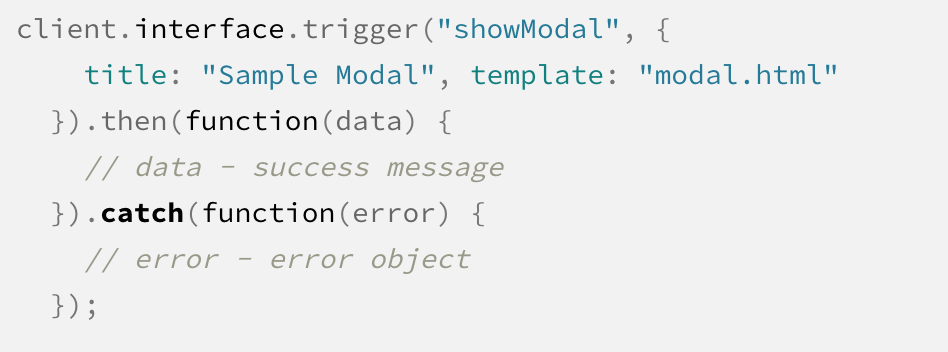 client.interface.trigger("showModal", {
title: "Sample Modal", template: "modal.html"
}).then(function(data) {
// data - success message
}).catch(function(error) {
// error - error object
});